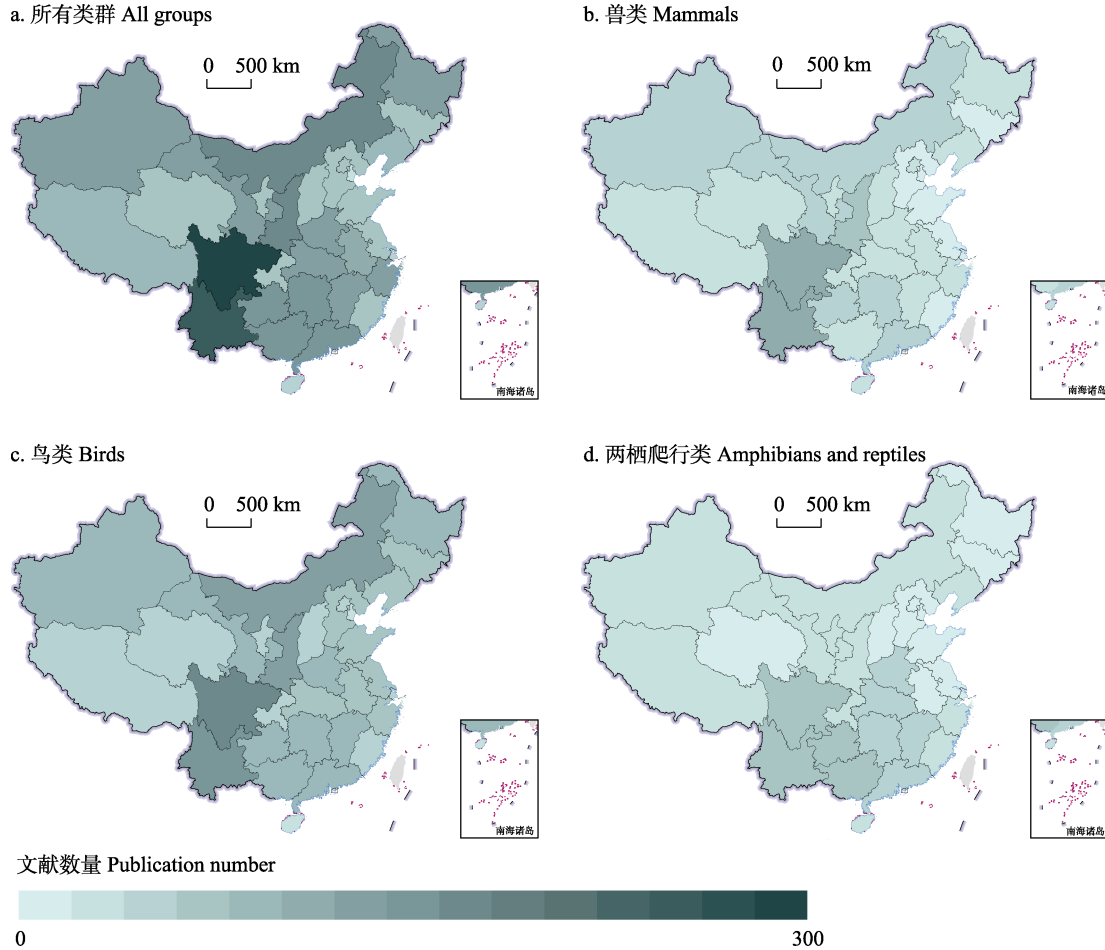 a. 所有类群 All groups
b. 兽类 Mammals
0 500 km
0 500 km
南海诸岛
南海诸岛
c. 鸟类 Birds
d. 两栖爬行类 Amphibians and reptiles
0 500 km
0 500 km
南海诸岛
南海诸岛
文献数量 Publication number
0
300